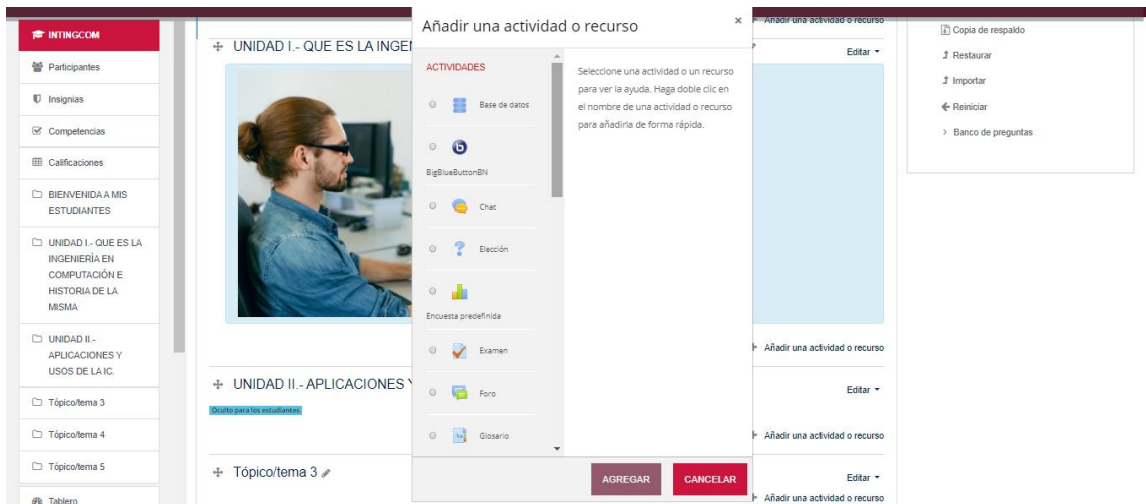 INTINGCOM
Participantes
Insignias
Competencias
Calificaciones
BIENVENIDA A MIS
ESTUDIANTES
UNIDAD I.- QUE ES LA
INGENIERÍA EN
COMPUTACIÓN E
HISTORIA DE LA
MISMA
UNIDAD II.-
APLICACIONES Y
USOS DE LA IC.
Tópico/tema 3
Tópico/tema 4
Tópico/tema 5
Tablero
Añadir una actividad o recurso
UNIDAD I.- QUE ES LA INGE
Editar
Añadir una actividad o recurso
UNIDAD II.- APLICACIONES
Editar
Oculto para los estudiantes
Añadir una actividad o recurso
Tópico/tema 3
Editar
Añadir una actividad o recurso
Añadir una actividad o recurso
×
ACTIVIDADES
Base de datos
BigBlueButtonBN
Chat
Elección
Encuesta predefinida
Examen
Foro
Glosario
Seleccione una actividad o un recurso
para ver la ayuda. Haga doble clic en
el nombre de una actividad o recurso
para añadirla de forma rápida.
AGREGAR
CANCELAR
Copia de respaldo
Restaurar
Importar
Reiniciar
Banco de preguntas